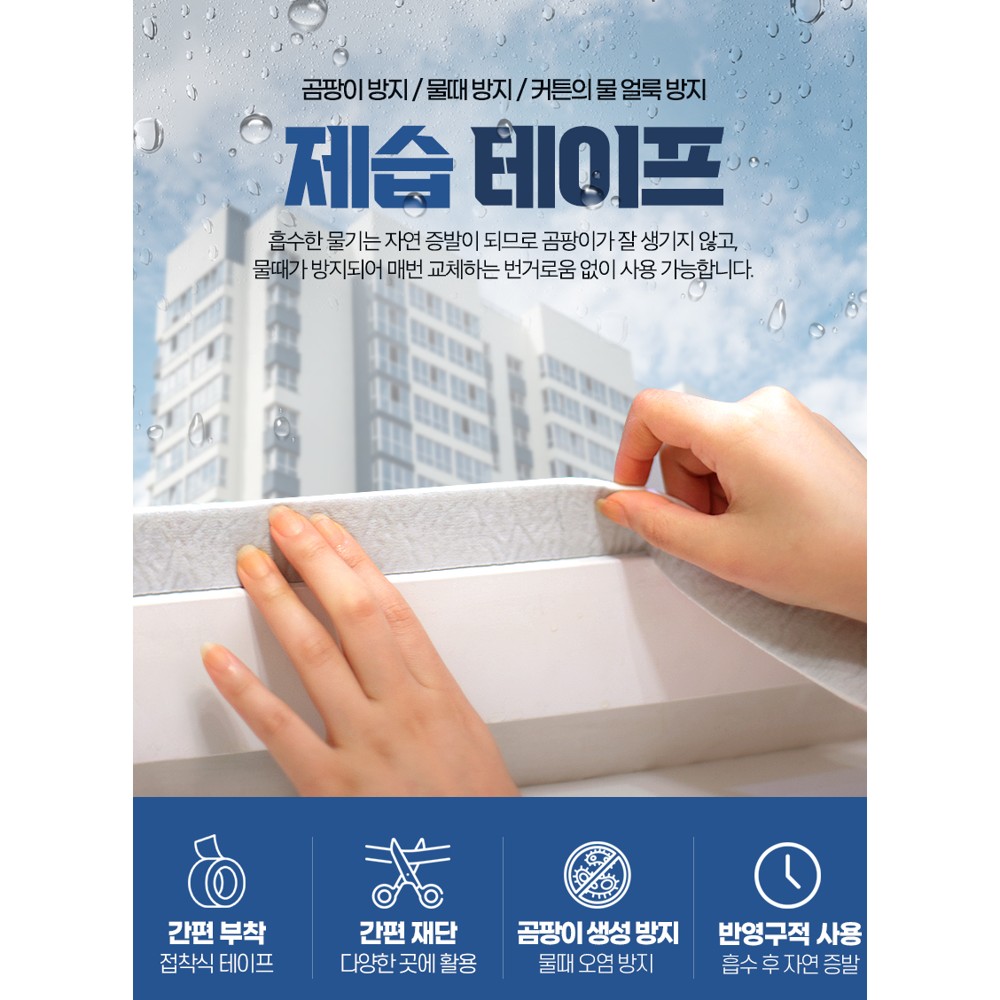 곰팡이 방지 / 물때 방지 / 커튼의 물 얼룩 방지
제습 테이프
흡수한 물기는 자연 증발이 되므로 곰팡이가 잘 생기지 않고,
물때가 방지되어 매번 교체하는 번거로움 없이 사용 가능합니다.
간편 부착
접착식 테이프
간편 재단
다양한 곳에 활용
곰팡이 생성 방지
물때 오염 방지
반영구적 사용
흡수 후 자연 증발